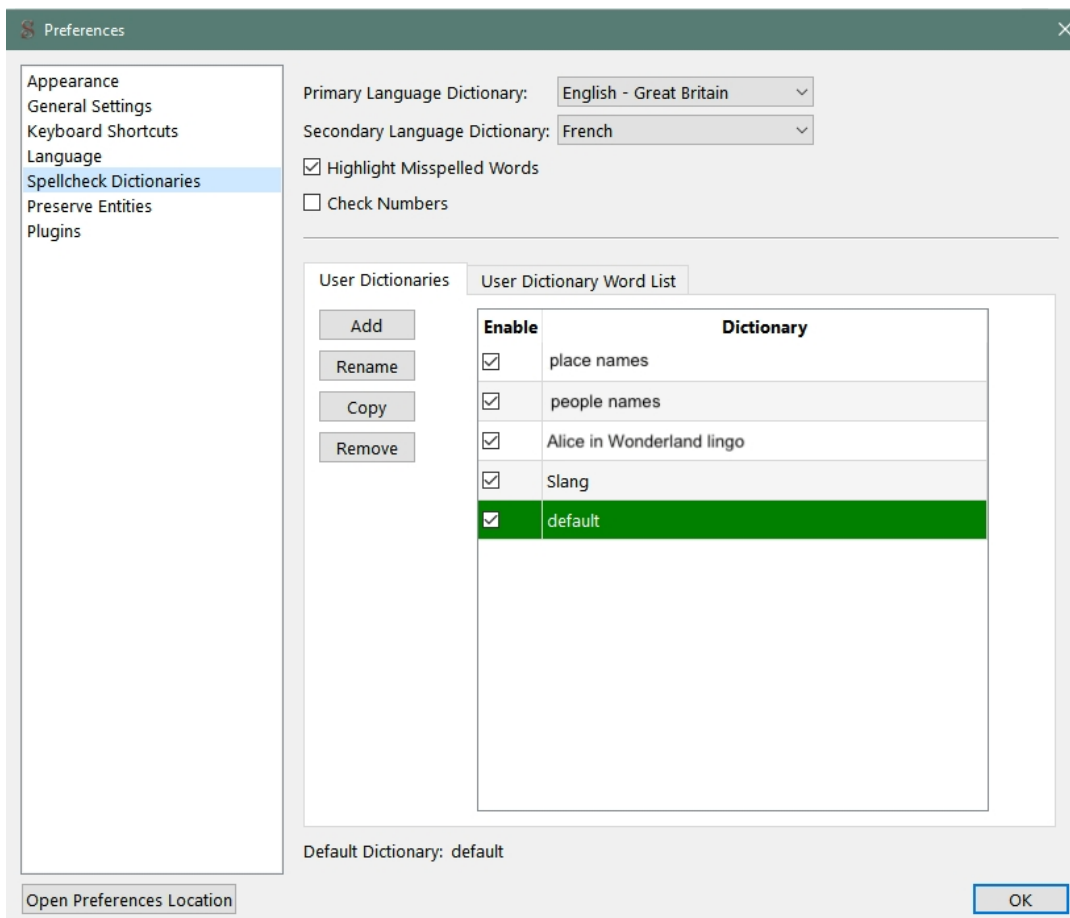 Preferences
Appearance
General Settings
Keyboard Shortcuts
Language
Spellcheck Dictionaries
Preserve Entities
Plugins
Primary Language Dictionary: English - Great Britain
Secondary Language Dictionary: French
Highlight Misspelled Words
Check Numbers
User Dictionaries User Dictionary Word List
Add
Rename
Copy
Remove
Enable Dictionary
place names
people names
Alice in Wonderland lingo
Slang
default
Default Dictionary: default
Open Preferences Location OK